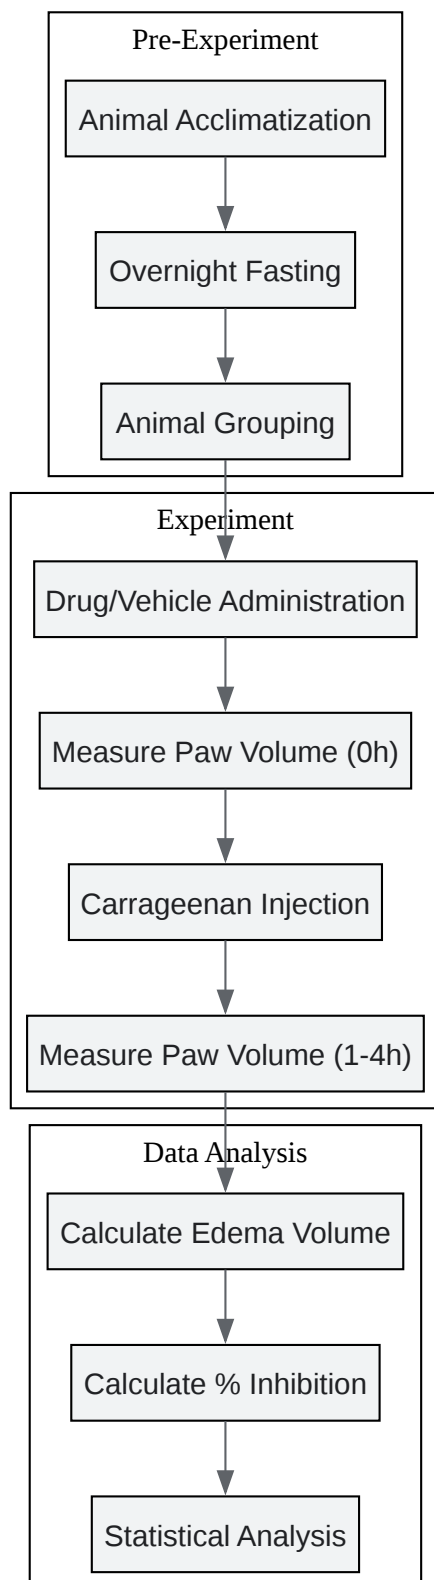 Pre-Experiment
Animal Acclimatization
Overnight Fasting
Animal Grouping
Experiment
Drug/Vehicle Administration
Measure Paw Volume (0h)
Carrageenan Injection
Measure Paw Volume (1-4h)
Data Analysis
Calculate Edema Volume
Calculate % Inhibition
Statistical Analysis